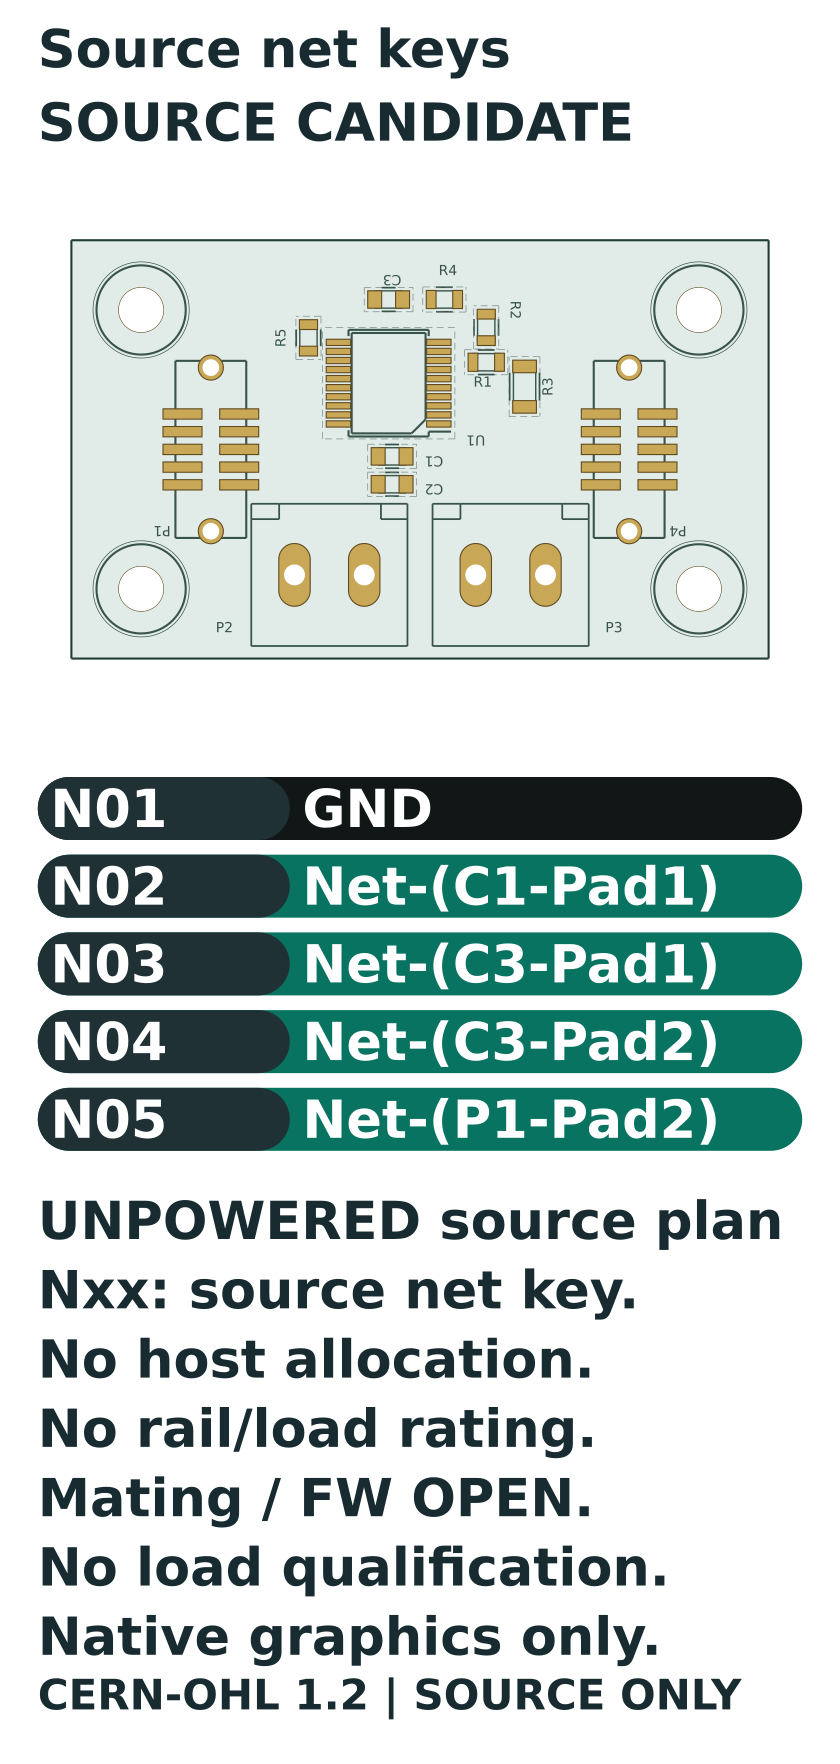 Source net keys
SOURCE CANDIDATE
C3
R4
R2
R5
R1
R3
U1
C1
C2
P1
P4
P2
P3
N01 GND
N02 Net-(C1-Pad1)
N03 Net-(C3-Pad1)
N04 Net-(C3-Pad2)
N05 Net-(P1-Pad2)
UNPOWERED source plan
Nxx: source net key.
No host allocation.
No rail/load rating.
Mating / FW OPEN.
No load qualification.
Native graphics only.
CERN-OHL 1.2 | SOURCE ONLY